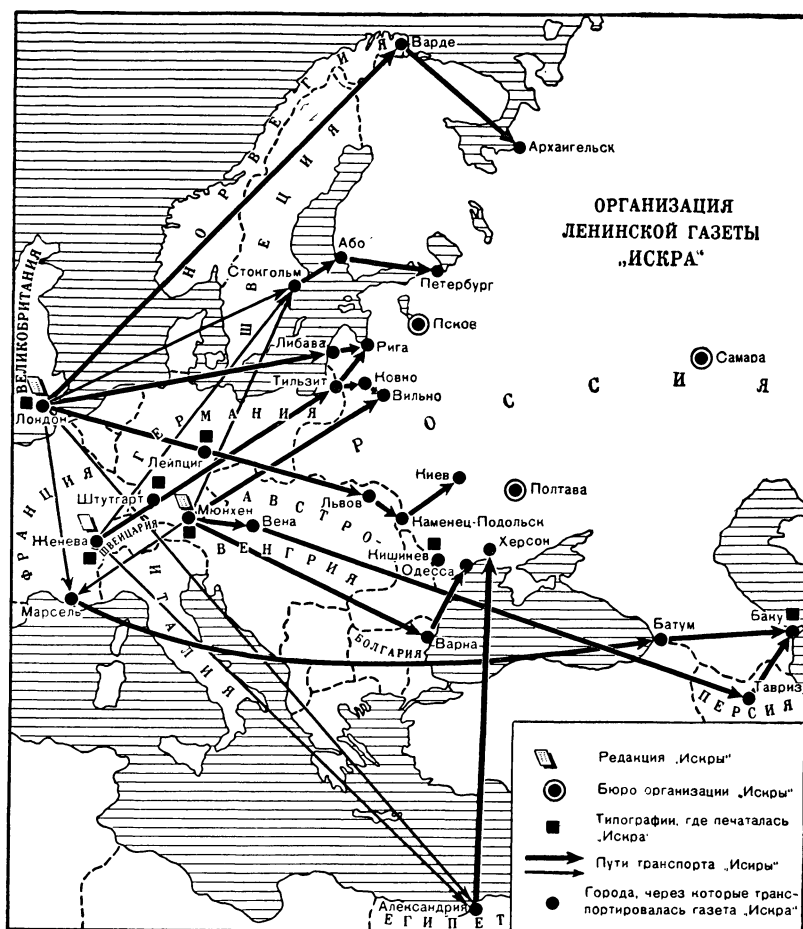 Варде
НОРВЕГИЯ
Архангельск
ШВЕЦИЯ
ОРГАНИЗАЦИЯ
ЛЕНИНСКОЙ ГАЗЕТЫ
„ИСКРА“
Або
Стокгольм
Петербург
ВЕЛИКОБРИТАНИЯ
Псков
Либава
Рига
Самара
Тильзит
Ковно
Вильно
РОССИЯ
Лондон
ГЕРМАНИЯ
Лейпциг
Киев
Штутгарт
Полтава
ФРАНЦИЯ
Мюнхен
АВСТРО-
Львов
Каменец-Подольск
Женева
ШВЕЙЦАРИЯ
Вена
Херсон
ВЕНГРИЯ
Кишинев
Одесса
Марсель
ИТАЛИЯ
Батум
Баку
БОЛГАРИЯ
Варна
Тавриз
ПЕРСИЯ
Редакция „Искры“
Бюро организации „Искры“
Типографии, где печаталась
„Искра“
Пути транспорта „Искры“
Города, через которые транс-
портировалась газета „Искра“
Александрия
ЕГИПЕТ